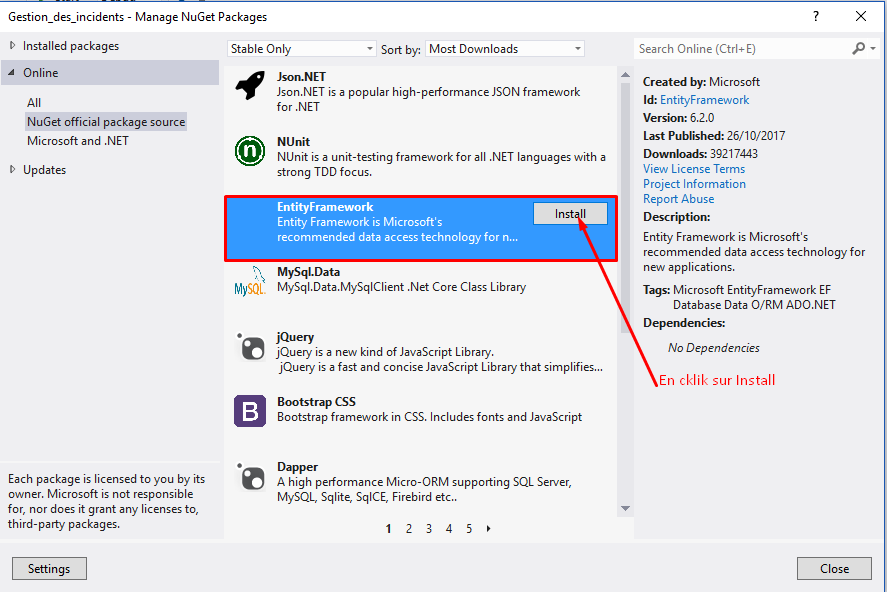 Gestion_des_incidents - Manage NuGet Packages
?
Installed packages
Online
All
NuGet official package source
Microsoft and .NET
Updates
Each package is licensed to you by its
owner. Microsoft is not responsible
for, nor does it grant any licenses to,
third-party packages.
Stable Only
Sort by:
Most Downloads
Json.NET
Json.NET is a popular high-performance JSON framework
for .NET
n
NUnit
NUnit is a unit-testing framework for all .NET languages with a
strong TDD focus.
EntityFramework
Entity Framework is Microsoft's
recommended data access technology for n...
Install
MySQL.
MySql.Data
MySql.Data.MySqlClient .Net Core Class Library
jQuery
jQuery is a new kind of JavaScript Library.
jQuery is a fast and concise JavaScript Library that simplifies...
B
Bootstrap CSS
Bootstrap framework in CSS. Includes fonts and JavaScript
Dapper
A high performance Micro-ORM supporting SQL Server,
MySQL, Sqlite, SqlCE, Firebird etc..
1 2 3 4 5
Search Online (Ctrl+E)
Created by: Microsoft
Id: EntityFramework
Version: 6.2.0
Last Published: 26/10/2017
Downloads: 39217443
View License Terms
Project Information
Report Abuse
Description:
Entity Framework is Microsoft's
recommended data access technology for
new applications.
Tags: Microsoft EntityFramework EF
Database Data O/RM ADO.NET
Dependencies:
No Dependencies
En cklik sur Install
Settings
Close